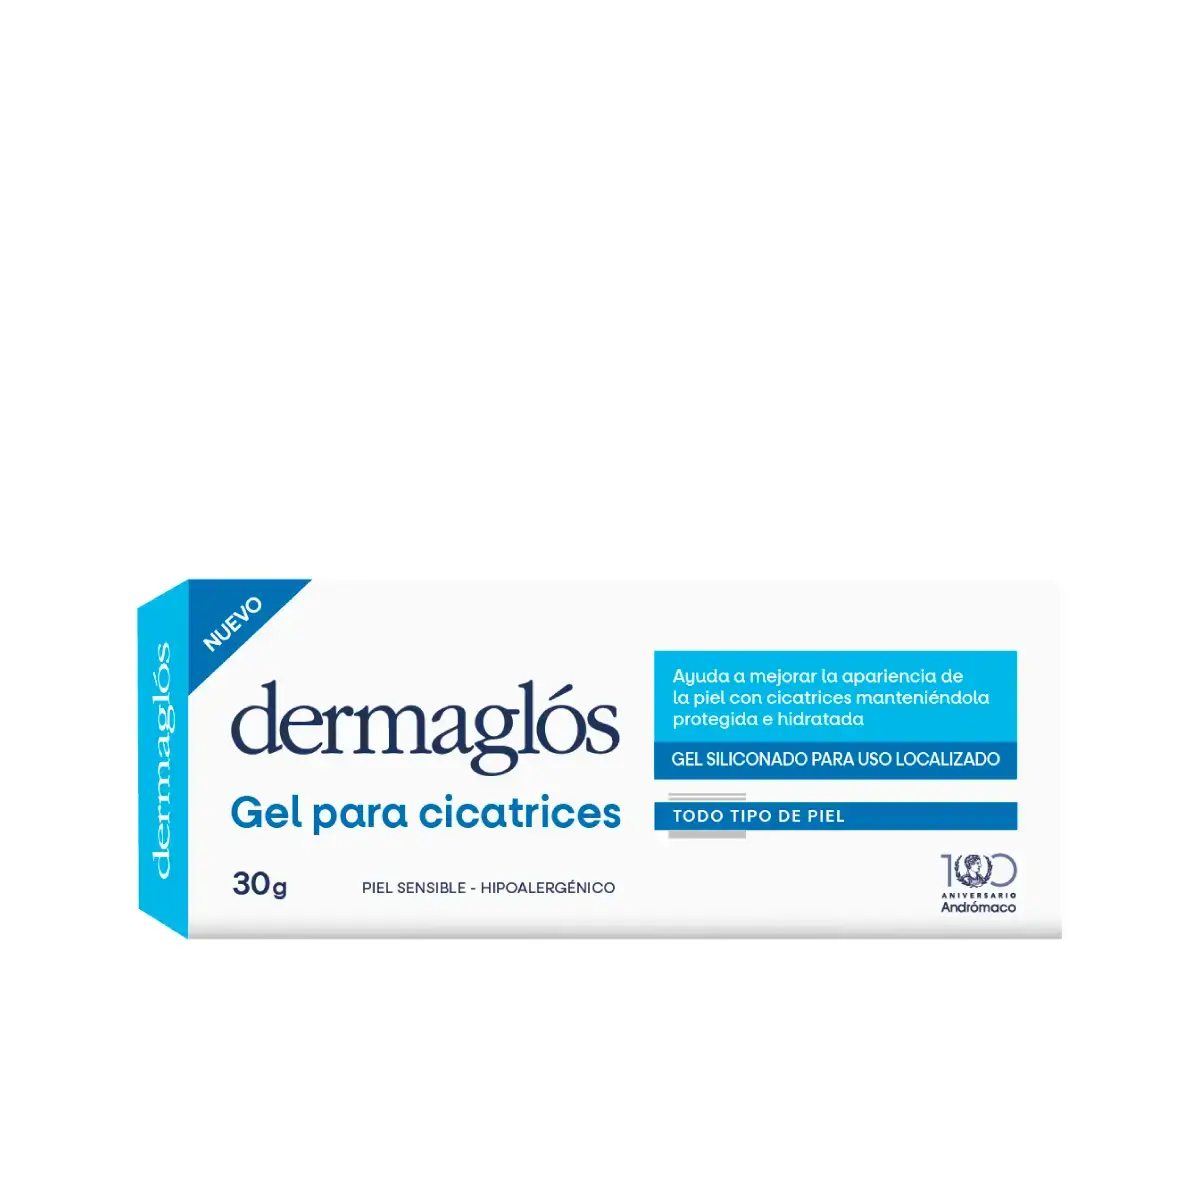 NUEVO
dermaglós
dermaglós
Gel para cicatrices
30g
PIEL SENSIBLE - HIPOALERGÉNICO
Ayuda a mejorar la apariencia de
la piel con cicatrices manteniéndola
protegida e hidratada
GEL SILICONADO PARA USO LOCALIZADO
TODO TIPO DE PIEL
100
ANIVERSARIO
Andrómaco